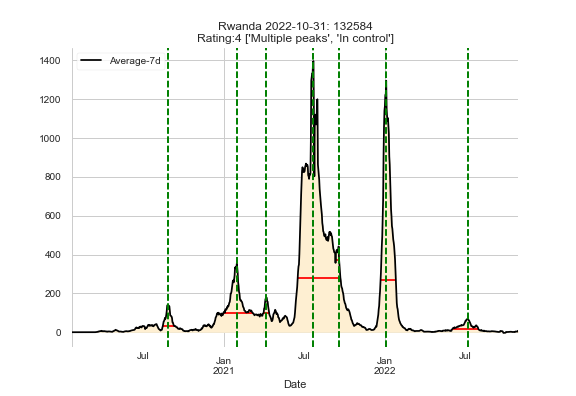 Rwanda 2022-10-31: 132584
Rating:4 ['Multiple peaks', 'In control']
Average-7d
1400
1200
1000
800
600
400
200
0
Jul
Jan
2021
Jul
Jan
2022
Jul
Date